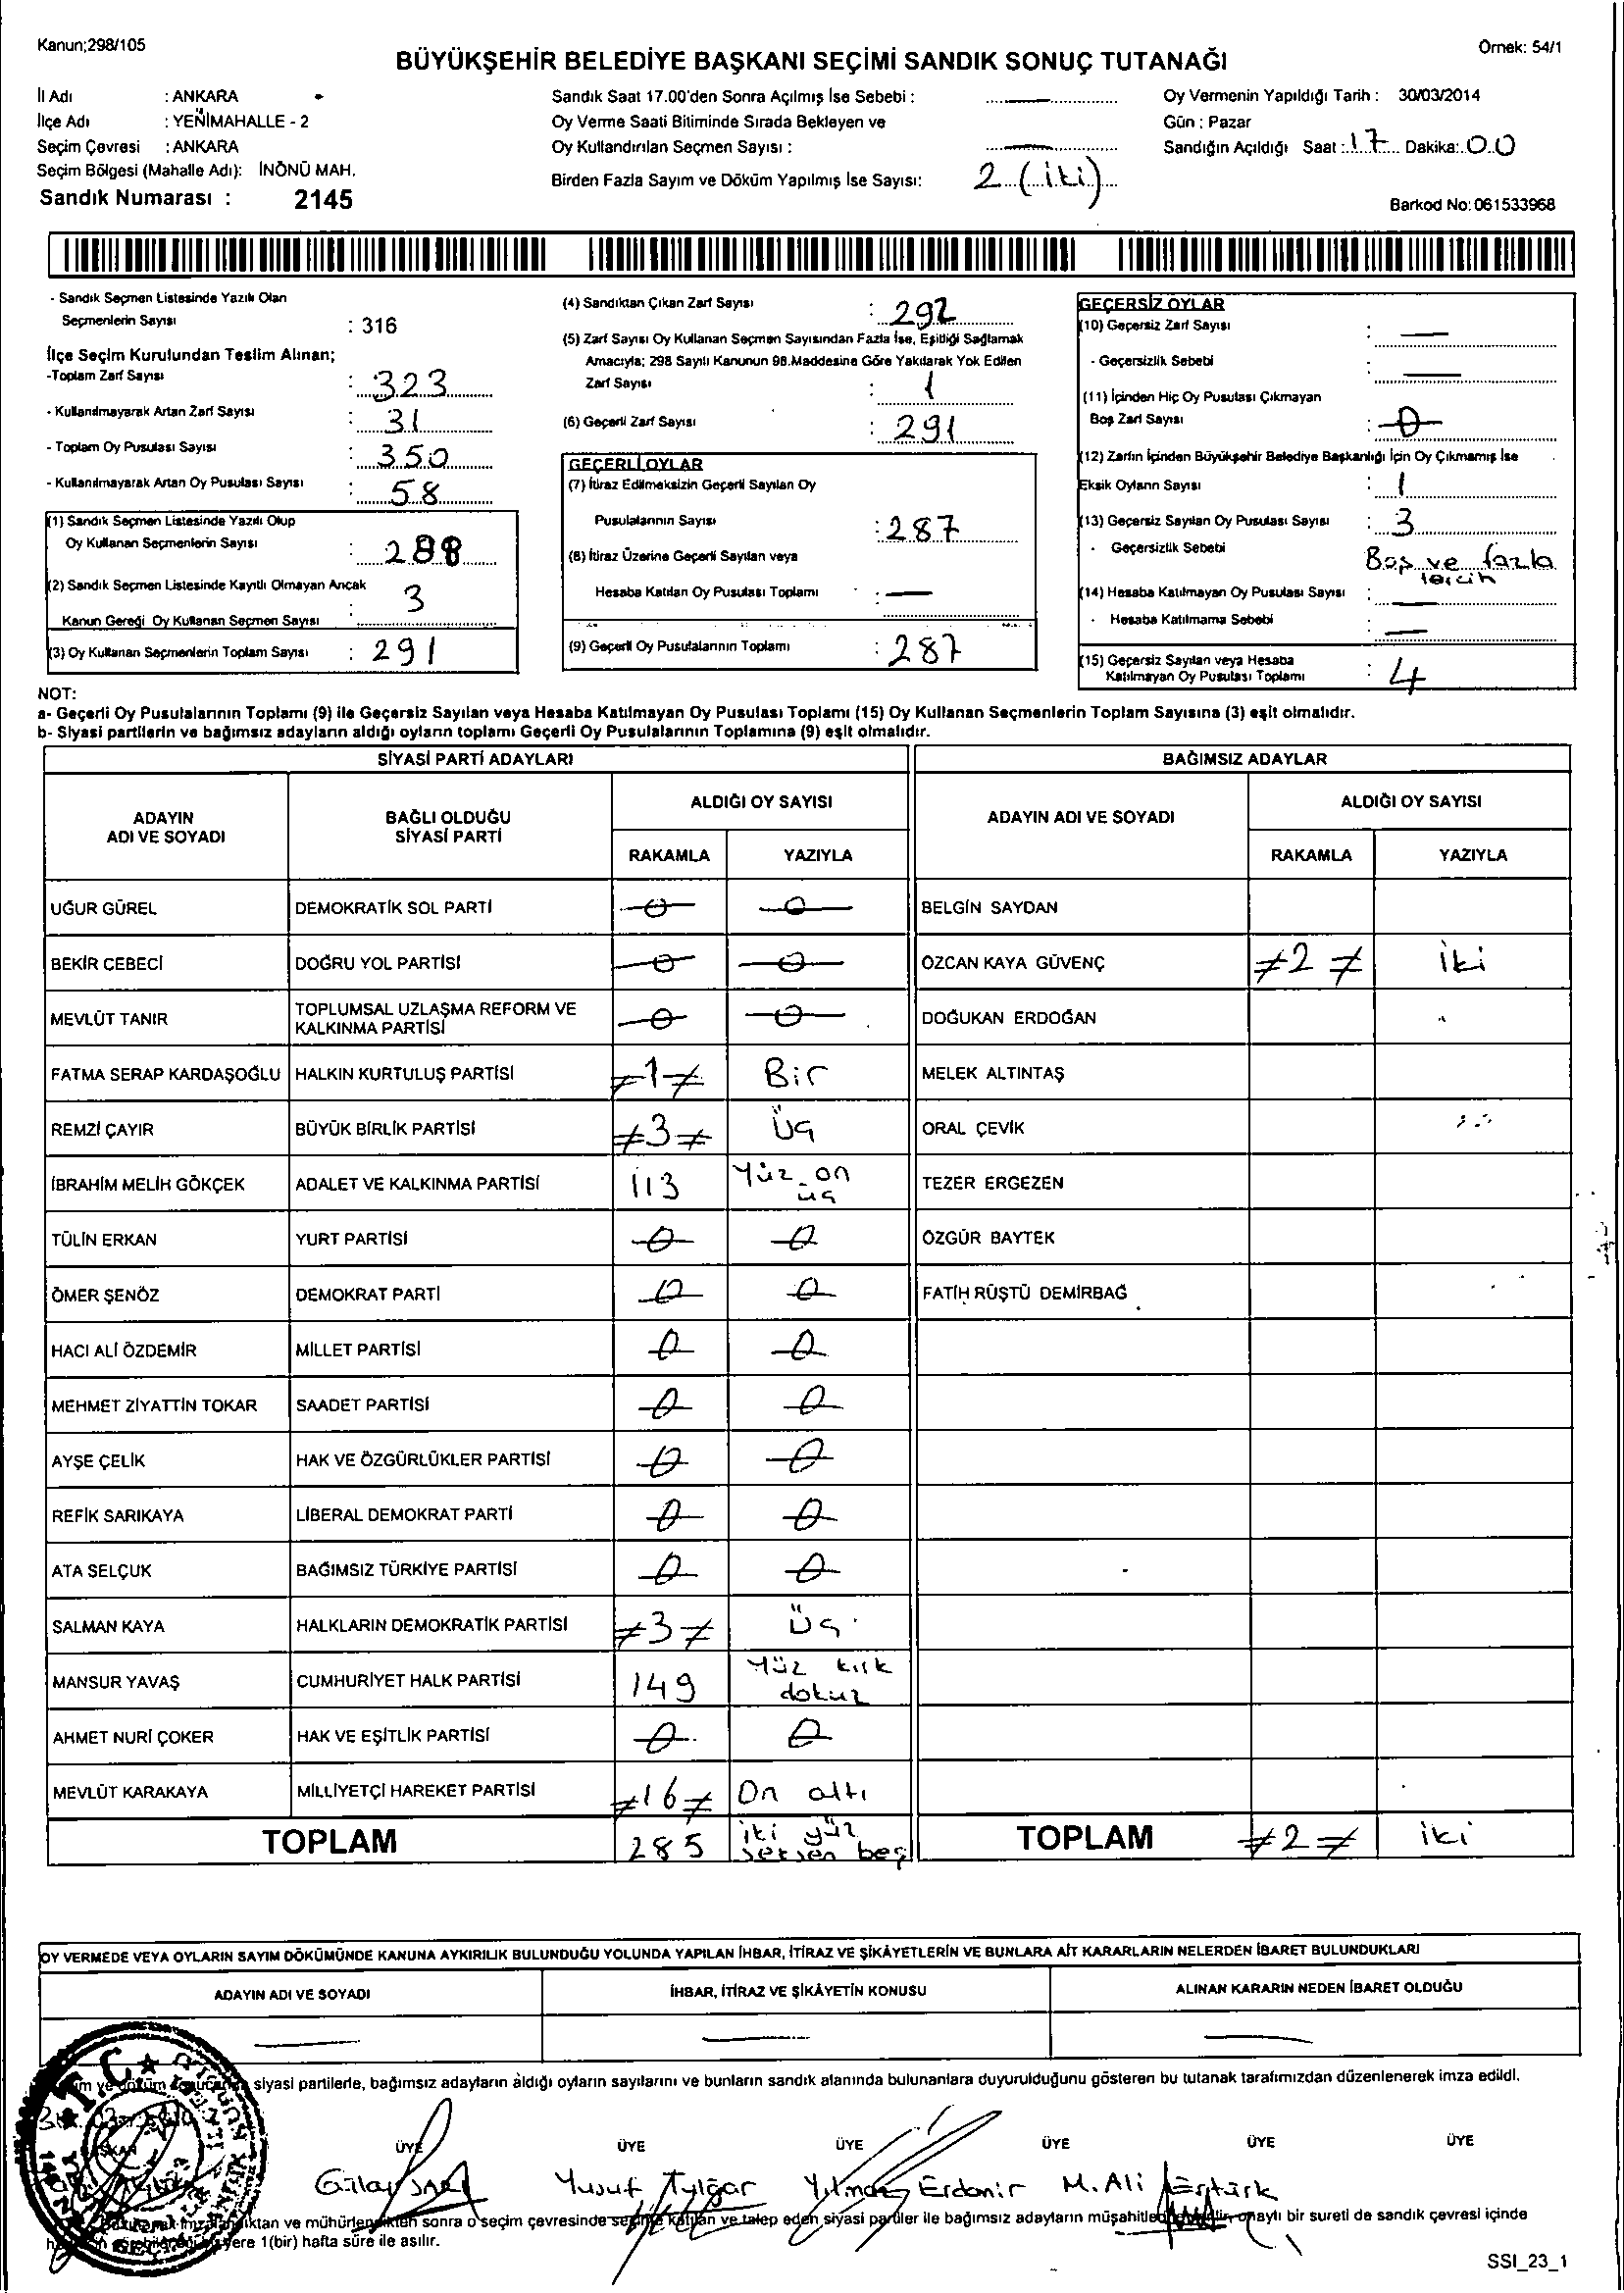 Kanun;298/105
Örnek: 54/1
BÜYÜKŞEHİR BELEDİYE BAŞKANI SEÇİMİ SANDIK SONUÇ TUTANAĞI
İl Adı : ANKARA
İlçe Adı : YENİMAHALLE - 2
Seçim Çevresi : ANKARA
Seçim Bölgesi (Mahalle Adı): İNÖNÜ MAH.
Sandık Numarası : 2145
Sandık Saat 17.00'den Sonra Açılmış İse Sebebi :
Oy Verme Saati Bitiminde Sırada Bekleyen ve
Oy Kullandırılan Seçmen Sayısı :
Birden Fazla Sayım ve Döküm Yapılmış İse Sayısı: 2 (iki)
Oy Vermenin Yapıldığı Tarih : 30/03/2014
Gün : Pazar
Sandığın Açıldığı Saat : 17 Dakika: 00
Barkod No: 061533968
- Sandık Seçmen Listesinde Yazılı Olan
Seçmenlerin Sayısı : 316
İlçe Seçim Kurulundan Teslim Alınan;
-Toplam Zarf Sayısı : 323
- Kullanılmayarak Artan Zarf Sayısı : 31
- Toplam Oy Pusulası Sayısı : 350
- Kullanılmayarak Artan Oy Pusulası Sayısı : 58
(1) Sandık Seçmen Listesinde Yazılı Olup
Oy Kullanan Seçmenlerin Sayısı : 288
(2) Sandık Seçmen Listesinde Kayıtlı Olmayan Ancak
Kanun Gereği Oy Kullanan Seçmen Sayısı : 3
(3) Oy Kullanan Seçmenlerin Toplam Sayısı : 291
(4) Sandıktan Çıkan Zarf Sayısı : 292
(5) Zarf Sayısı Oy Kullanan Seçmen Sayısından Fazla İse, Eşitliği Sağlamak
Amacıyla; 298 Sayılı Kanunun 98.Maddesine Göre Yakılarak Yok Edilen
Zarf Sayısı : 1
(6) Geçerli Zarf Sayısı : 291
GEÇERLİ OYLAR
(7) İtiraz Edilmeksizin Geçerli Sayılan Oy
Pusulalarının Sayısı : 287
(8) İtiraz Üzerine Geçerli Sayılan veya
Hesaba Katılan Oy Pusulası Toplamı : —
(9) Geçerli Oy Pusulalarının Toplamı : 287
GEÇERSİZ OYLAR
(10) Geçersiz Zarf Sayısı : —
- Geçersizlik Sebebi : —
(11) İçinden Hiç Oy Pusulası Çıkmayan
Boş Zarf Sayısı : 0
(12) Zarfın İçinden Büyükşehir Belediye Başkanlığı İçin Oy Çıkmamış İse
Eksik Oyların Sayısı : 1
(13) Geçersiz Sayılan Oy Pusulası Sayısı : 3
- Geçersizlik Sebebi Boş ve fazla
tercih
(14) Hesaba Katılmayan Oy Pusulası Sayısı : —
- Hesaba Katılmama Sebebi : —
(15) Geçersiz Sayılan veya Hesaba
Katılmayan Oy Pusulası Toplamı : 4
NOT:
a- Geçerli Oy Pusulalarının Toplamı (9) ile Geçersiz Sayılan veya Hesaba Katılmayan Oy Pusulası Toplamı (15) Oy Kullanan Seçmenlerin Toplam Sayısına (3) eşit olmalıdır.
b- Siyasi partilerin ve bağımsız adayların aldığı oyların toplamı Geçerli Oy Pusulalarının Toplamına (9) eşit olmalıdır.
SİYASİ PARTİ ADAYLARI
BAĞIMSIZ ADAYLAR
ADAYIN ADI VE SOYADI BAĞLI OLDUĞU SİYASİ PARTİ ALDIĞI OY SAYISI ADAYIN ADI VE SOYADI ALDIĞI OY SAYISI
RAKAMLA YAZIYLA RAKAMLA YAZIYLA
UĞUR GÜREL DEMOKRATİK SOL PARTİ 0 0 BELGİN SAYDAN
BEKİR CEBECİ DOĞRU YOL PARTİSİ 0 0 ÖZCAN KAYA GÜVENÇ ≠2≠ iki
MEVLÜT TANIR TOPLUMSAL UZLAŞMA REFORM VE KALKINMA PARTİSİ 0 0 DOĞUKAN ERDOĞAN
FATMA SERAP KARDAŞOĞLU HALKIN KURTULUŞ PARTİSİ ≠1≠ Bir MELEK ALTINTAŞ
REMZİ ÇAYIR BÜYÜK BİRLİK PARTİSİ ≠3≠ Üç ORAL ÇEVİK
İBRAHİM MELİH GÖKÇEK ADALET VE KALKINMA PARTİSİ 113 Yüz on üç TEZER ERGEZEN
TÜLİN ERKAN YURT PARTİSİ 0 0 ÖZGÜR BAYTEK
ÖMER ŞENÖZ DEMOKRAT PARTİ 0 0 FATİH RÜŞTÜ DEMİRBAĞ
HACI ALİ ÖZDEMİR MİLLET PARTİSİ 0 0
MEHMET ZİYATTİN TOKAR SAADET PARTİSİ 0 0
AYŞE ÇELİK HAK VE ÖZGÜRLÜKLER PARTİSİ 0 0
REFİK SARIKAYA LİBERAL DEMOKRAT PARTİ 0 0
ATA SELÇUK BAĞIMSIZ TÜRKİYE PARTİSİ 0 0
SALMAN KAYA HALKLARIN DEMOKRATİK PARTİSİ ≠3≠ Üç
MANSUR YAVAŞ CUMHURİYET HALK PARTİSİ 149 Yüz kırk dokuz
AHMET NURİ ÇOKER HAK VE EŞİTLİK PARTİSİ 0 0
MEVLÜT KARAKAYA MİLLİYETÇİ HAREKET PARTİSİ ≠16≠ On altı
TOPLAM 285 iki yüz seksen beş TOPLAM ≠2≠ iki
OY VERMEDE VEYA OYLARIN SAYIM DÖKÜMÜNDE KANUNA AYKIRILIK BULUNDUĞU YOLUNDA YAPILAN İHBAR, İTİRAZ VE ŞİKÂYETLERİN VE BUNLARA AİT KARARLARIN NELERDEN İBARET BULUNDUKLARI
ADAYIN ADI VE SOYADI İHBAR, İTİRAZ VE ŞİKÂYETİN KONUSU ALINAN KARARIN NEDEN İBARET OLDUĞU
siyasi partilerle, bağımsız adayların aldığı oyların sayılarını ve bunların sandık alanında bulunanlara duyurulduğunu gösteren bu tutanak tarafımızdan düzenlenerek imza edildi.
T.C.
ÜYE ÜYE ÜYE ÜYE ÜYE ÜYE
Gülay Yusuf Yılmaz Erdemir M. Ali
sonra o seçim çevresinde seçime katılan ve talep eden siyasi partiler ile bağımsız adayların onaylı bir sureti de sandık çevresi içinde
yere 1(bir) hafta süre ile asılır.
SSI_23_1